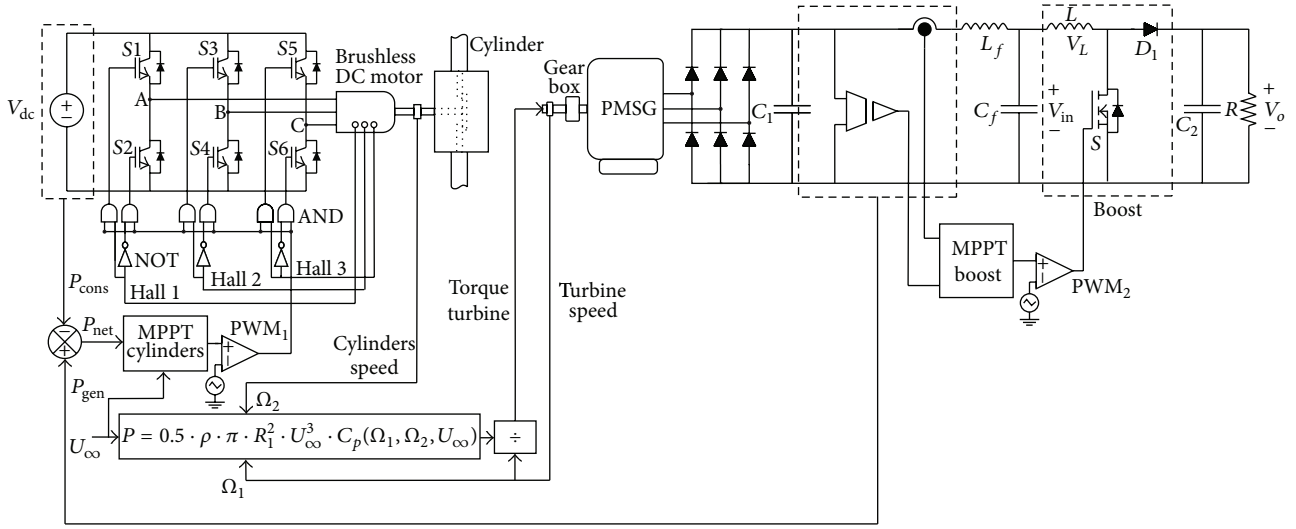 V_dc
+
−
S1
S3
S5
A
B
C
S2
S4
S6
Brushless
DC motor
Cylinder
Gear
box
PMSG
C_1
L_f
C_f
+
V_in
−
L
V_L
D_1
S
C_2
R
+
V_o
−
Boost
AND
NOT
Hall 1
Hall 2
Hall 3
P_cons
P_net
−
+
P_gen
MPPT
cylinders
+
−
PWM_1
Cylinders
speed
Torque
turbine
Turbine
speed
MPPT
boost
+
−
PWM_2
Ω_2
U_∞
P = 0.5 · ρ · π · R_1^2 · U_∞^3 · C_p(Ω_1, Ω_2, U_∞)
÷
Ω_1